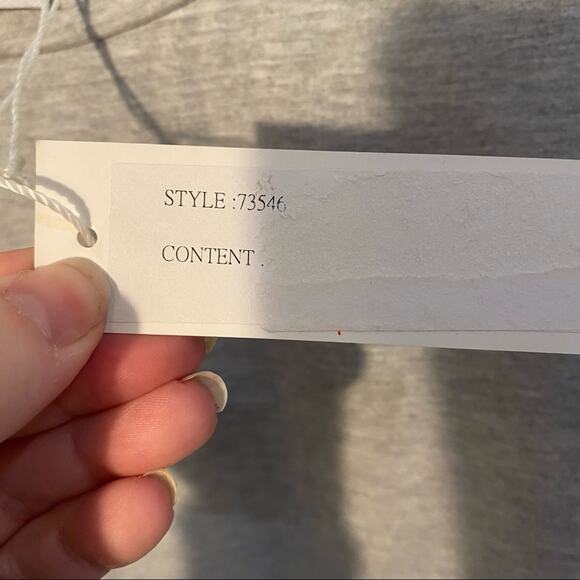 STYLE :73546
CONTENT .